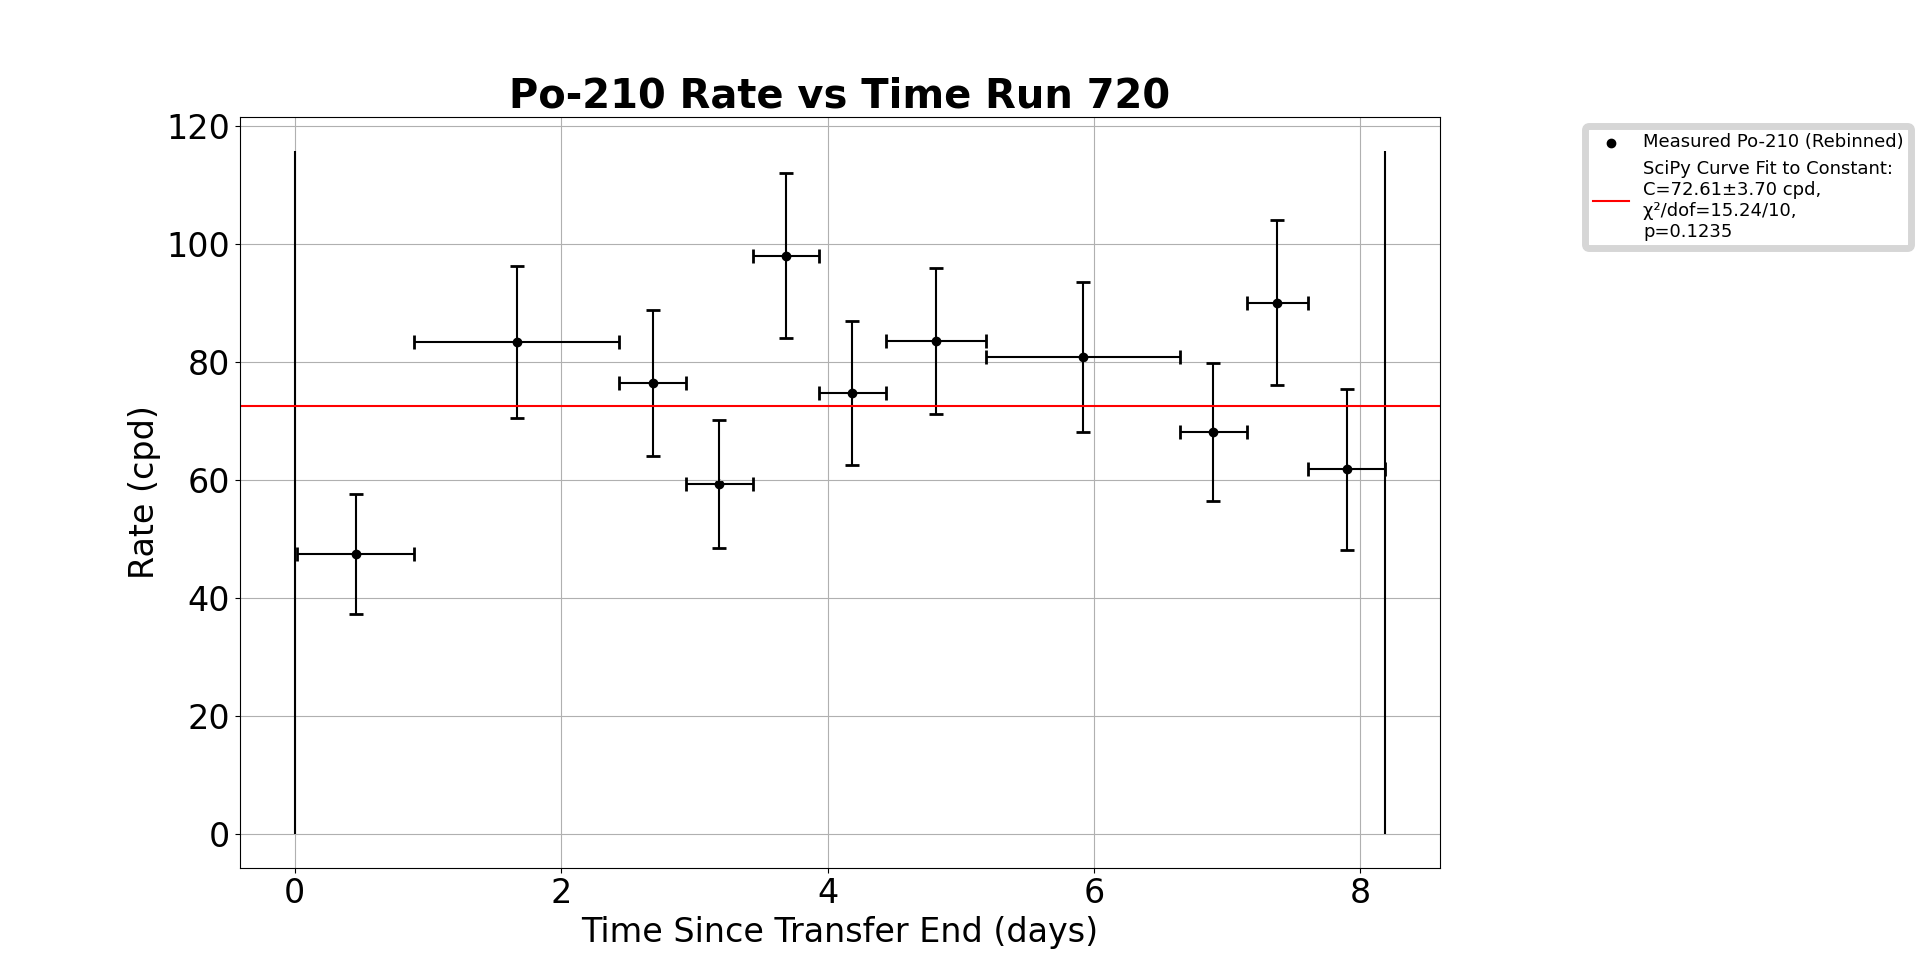 Po-210 Rate vs Time Run 720
120
100
80
60
40
20
0
Rate (cpd)
0 2 4 6 8
Time Since Transfer End (days)
Measured Po-210 (Rebinned)
SciPy Curve Fit to Constant:
C=72.61±3.70 cpd,
χ²/dof=15.24/10,
p=0.1235